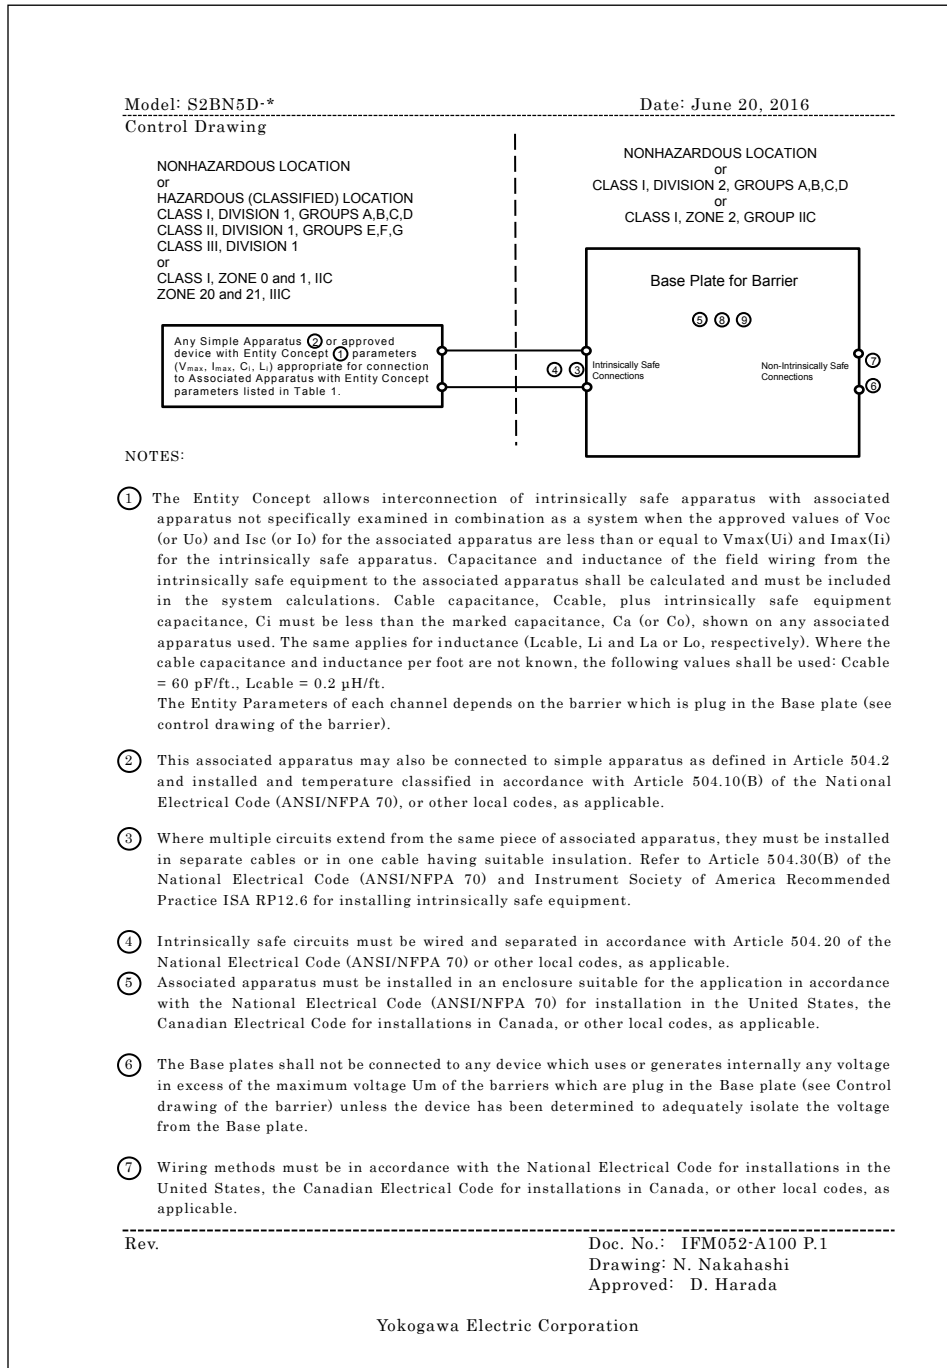 Model: S2BN5D-* Date: June 20, 2016
Control Drawing
NONHAZARDOUS LOCATION
or
HAZARDOUS (CLASSIFIED) LOCATION
CLASS I, DIVISION 1, GROUPS A,B,C,D
CLASS II, DIVISION 1, GROUPS E,F,G
CLASS III, DIVISION 1
or
CLASS I, ZONE 0 and 1, IIC
ZONE 20 and 21, IIIC
NONHAZARDOUS LOCATION
or
CLASS I, DIVISION 2, GROUPS A,B,C,D
or
CLASS I, ZONE 2, GROUP IIC
Any Simple Apparatus ② or approved
device with Entity Concept ① parameters
(Vmax, Imax, Ci, Li) appropriate for connection
to Associated Apparatus with Entity Concept
parameters listed in Table 1.
Base Plate for Barrier
⑤ ⑧ ⑨
④ ③
Intrinsically Safe
Connections
Non-Intrinsically Safe
Connections
⑦
⑥
NOTES:
① The Entity Concept allows interconnection of intrinsically safe apparatus with associated
apparatus not specifically examined in combination as a system when the approved values of Voc
(or Uo) and Isc (or Io) for the associated apparatus are less than or equal to Vmax(Ui) and Imax(Ii)
for the intrinsically safe apparatus. Capacitance and inductance of the field wiring from the
intrinsically safe equipment to the associated apparatus shall be calculated and must be included
in the system calculations. Cable capacitance, Ccable, plus intrinsically safe equipment
capacitance, Ci must be less than the marked capacitance, Ca (or Co), shown on any associated
apparatus used. The same applies for inductance (Lcable, Li and La or Lo, respectively). Where the
cable capacitance and inductance per foot are not known, the following values shall be used: Ccable
= 60 pF/ft., Lcable = 0.2 μH/ft.
The Entity Parameters of each channel depends on the barrier which is plug in the Base plate (see
control drawing of the barrier).
② This associated apparatus may also be connected to simple apparatus as defined in Article 504.2
and installed and temperature classified in accordance with Article 504.10(B) of the National
Electrical Code (ANSI/NFPA 70), or other local codes, as applicable.
③ Where multiple circuits extend from the same piece of associated apparatus, they must be installed
in separate cables or in one cable having suitable insulation. Refer to Article 504.30(B) of the
National Electrical Code (ANSI/NFPA 70) and Instrument Society of America Recommended
Practice ISA RP12.6 for installing intrinsically safe equipment.
④ Intrinsically safe circuits must be wired and separated in accordance with Article 504.20 of the
National Electrical Code (ANSI/NFPA 70) or other local codes, as applicable.
⑤ Associated apparatus must be installed in an enclosure suitable for the application in accordance
with the National Electrical Code (ANSI/NFPA 70) for installation in the United States, the
Canadian Electrical Code for installations in Canada, or other local codes, as applicable.
⑥ The Base plates shall not be connected to any device which uses or generates internally any voltage
in excess of the maximum voltage Um of the barriers which are plug in the Base plate (see Control
drawing of the barrier) unless the device has been determined to adequately isolate the voltage
from the Base plate.
⑦ Wiring methods must be in accordance with the National Electrical Code for installations in the
United States, the Canadian Electrical Code for installations in Canada, or other local codes, as
applicable.
Rev. Doc. No.: IFM052-A100 P.1
Drawing: N. Nakahashi
Approved: D. Harada
Yokogawa Electric Corporation